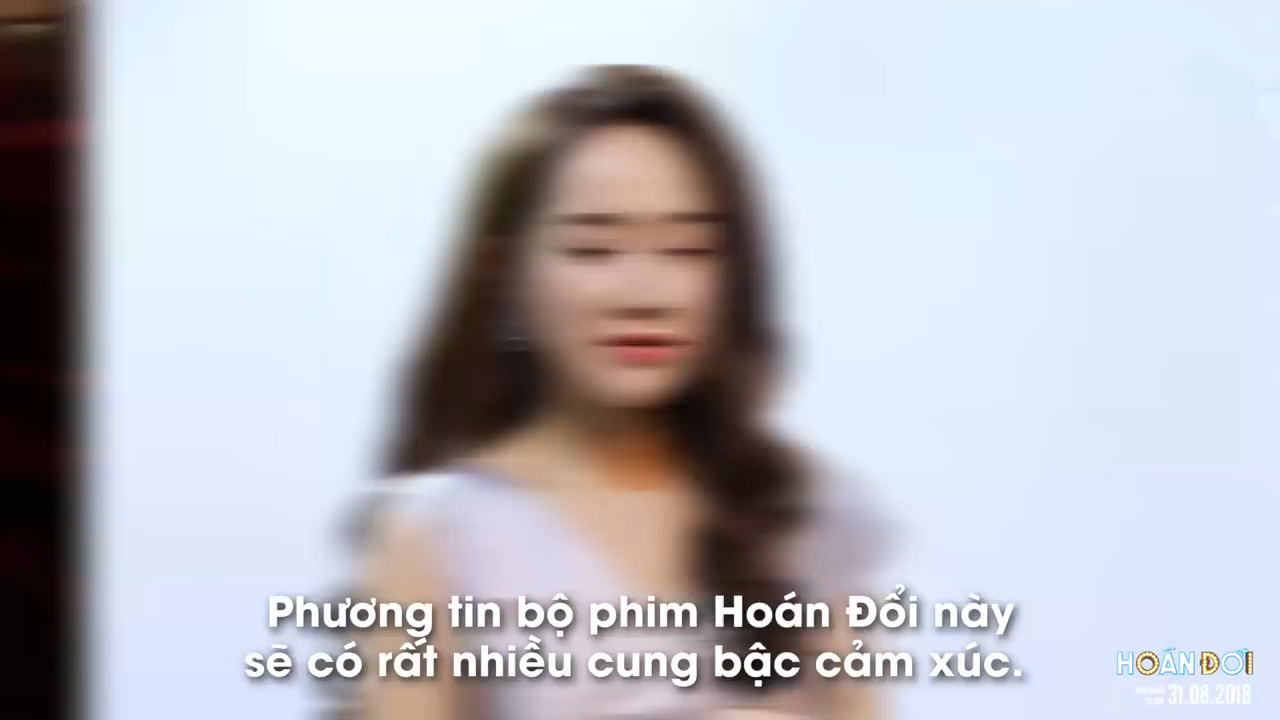 Phương tin bộ phim Hoán Đổi này
sẽ có rất nhiều cung bậc cảm xúc.
HOÁN ĐỔI
31.08.2018